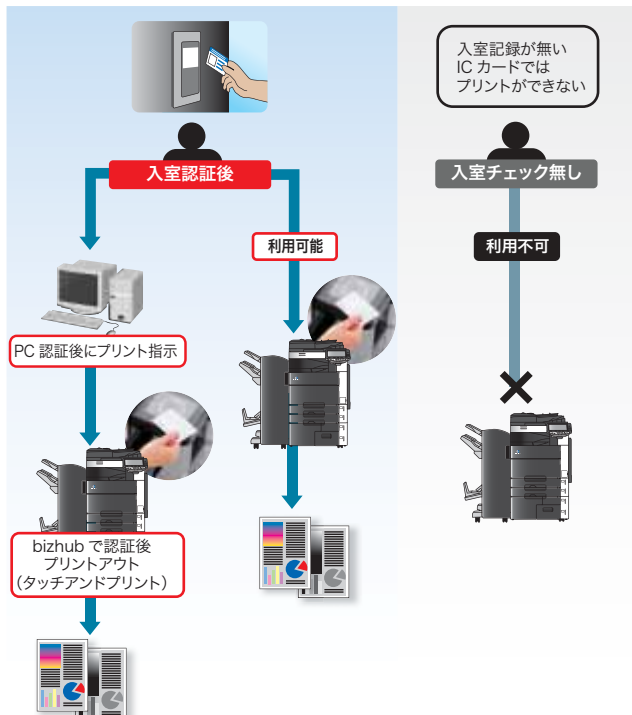 入室記録が無い
IC カードでは
プリントができない
入室認証後
入室チェック無し
利用可能
利用不可
PC 認証後にプリント指示
bizhub で認証後
プリントアウト
（タッチアンドプリント）